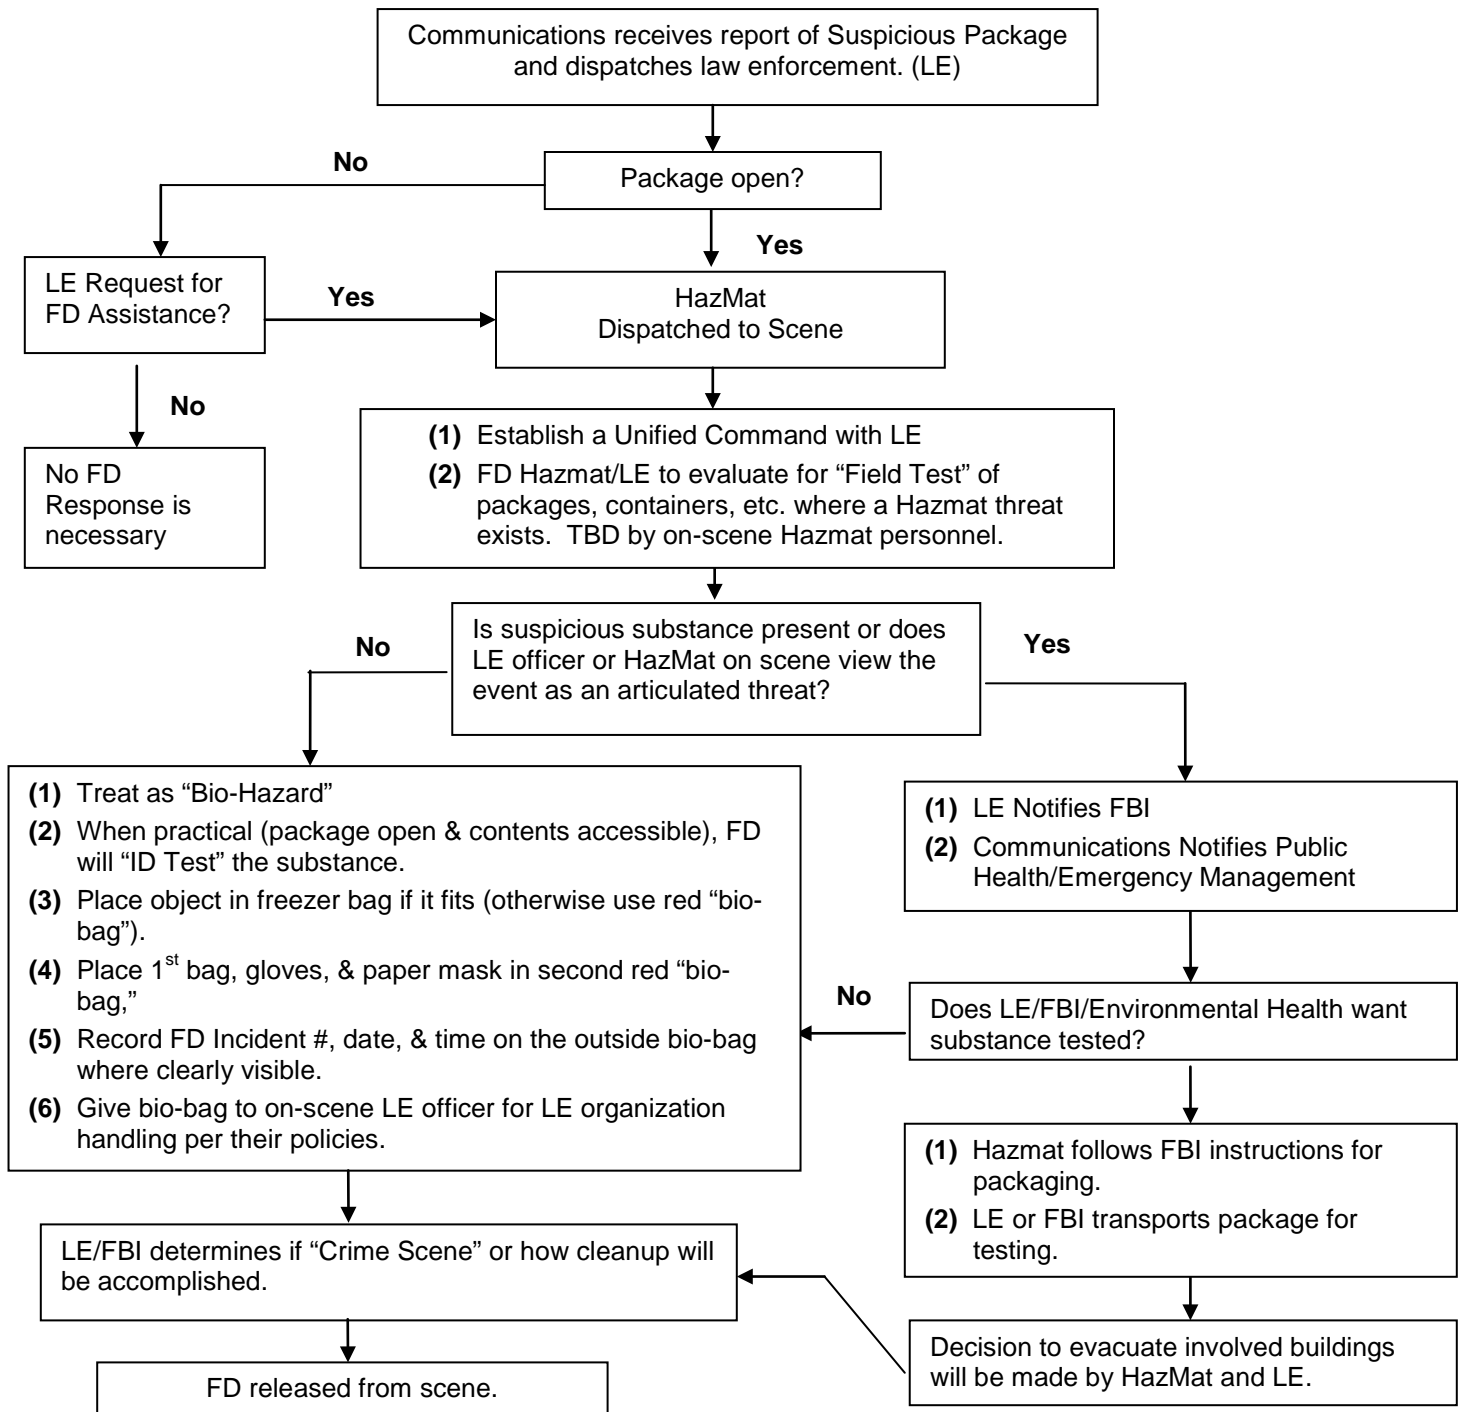 Communications receives report of Suspicious Package
and dispatches law enforcement. (LE)
No
Package open?
Yes
LE Request for
FD Assistance?
Yes
HazMat
Dispatched to Scene
No
No FD
Response is
necessary
(1) Establish a Unified Command with LE
(2) FD Hazmat/LE to evaluate for “Field Test” of
packages, containers, etc. where a Hazmat threat
exists.  TBD by on-scene Hazmat personnel.
Is suspicious substance present or does
LE officer or HazMat on scene view the
event as an articulated threat?
No
Yes
(1) Treat as “Bio-Hazard”
(2) When practical (package open & contents accessible), FD
will “ID Test” the substance.
(3) Place object in freezer bag if it fits (otherwise use red “bio-
bag”).
(4) Place 1st bag, gloves, & paper mask in second red “bio-
bag,”
(5) Record FD Incident #, date, & time on the outside bio-bag
where clearly visible.
(6) Give bio-bag to on-scene LE officer for LE organization
handling per their policies.
(1) LE Notifies FBI
(2) Communications Notifies Public
Health/Emergency Management
No
Does LE/FBI/Environmental Health want
substance tested?
(1) Hazmat follows FBI instructions for
packaging.
(2) LE or FBI transports package for
testing.
LE/FBI determines if “Crime Scene” or how cleanup will
be accomplished.
Decision to evacuate involved buildings
will be made by HazMat and LE.
FD released from scene.